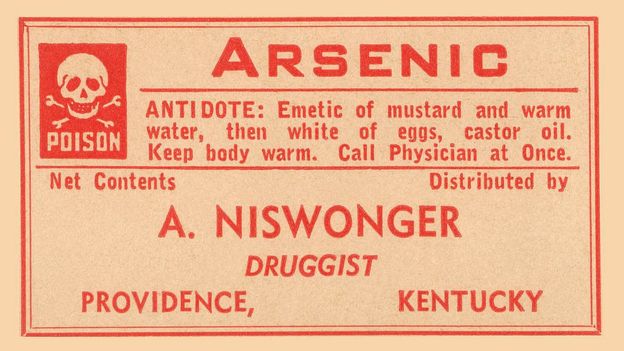 ARSENIC
POISON
ANTIDOTE: Emetic of mustard and warm
water, then white of eggs, castor oil.
Keep body warm. Call Physician at Once.
Net Contents Distributed by
A. NISWONGER
DRUGGIST
PROVIDENCE, KENTUCKY